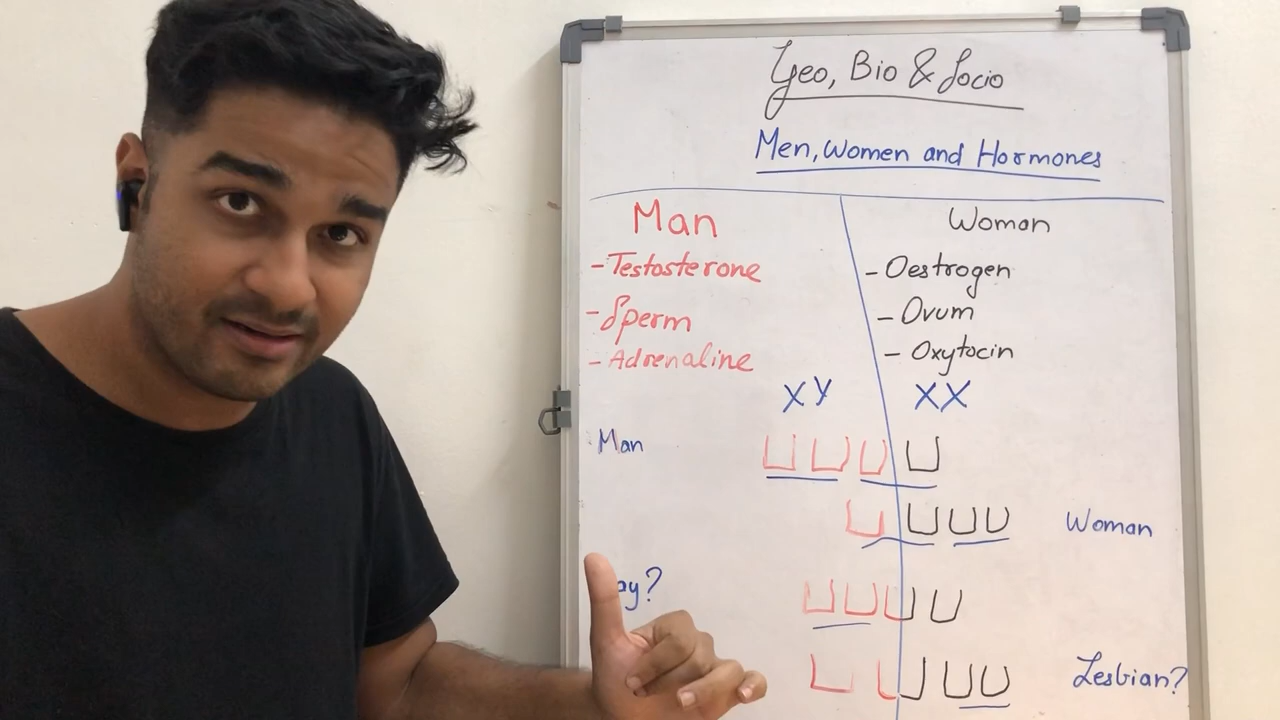 Geo, Bio & Socio
Men, Women and Hormones
Man
-Testosterone
-Sperm
-Adrenaline
XY
Woman
-Oestrogen
-Ovum
-Oxytocin
XX
Man
Woman
ay?
Lesbian?